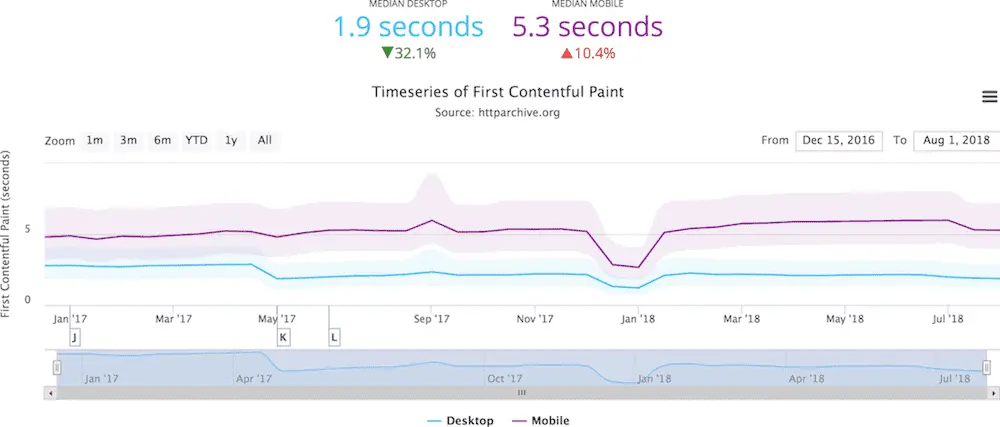 MEDIAN DESKTOP MEDIAN MOBILE
1.9 seconds 5.3 seconds
▼32.1% ▲10.4%
Timeseries of First Contentful Paint
Source: httparchive.org
Zoom 1m 3m 6m YTD 1y All From Dec 15, 2016 To Aug 1, 2018
First Contentful Paint (seconds)
5
0
Jan '17 Mar '17 May '17 Sep '17 Nov '17 Jan '18 Mar '18 May '18 Jul '18
J K L
Jan '17 Apr '17 Oct '17 Jan '18 Apr '18 Jul '18
Desktop Mobile